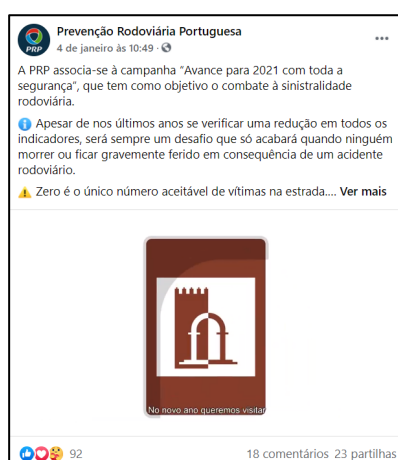 Prevenção Rodoviária Portuguesa
4 de janeiro às 10:49 ·
PRP
A PRP associa-se à campanha "Avance para 2021 com toda a
segurança", que tem como objetivo o combate à sinistralidade
rodoviária.
Apesar de nos últimos anos se verificar uma redução em todos os
indicadores, será sempre um desafio que só acabará quando ninguém
morrer ou ficar gravemente ferido em consequência de um acidente
rodoviário.
Zero é o único número aceitável de vítimas na estrada.... Ver mais
No novo ano queremos visitar
92
18 comentários 23 partilhas